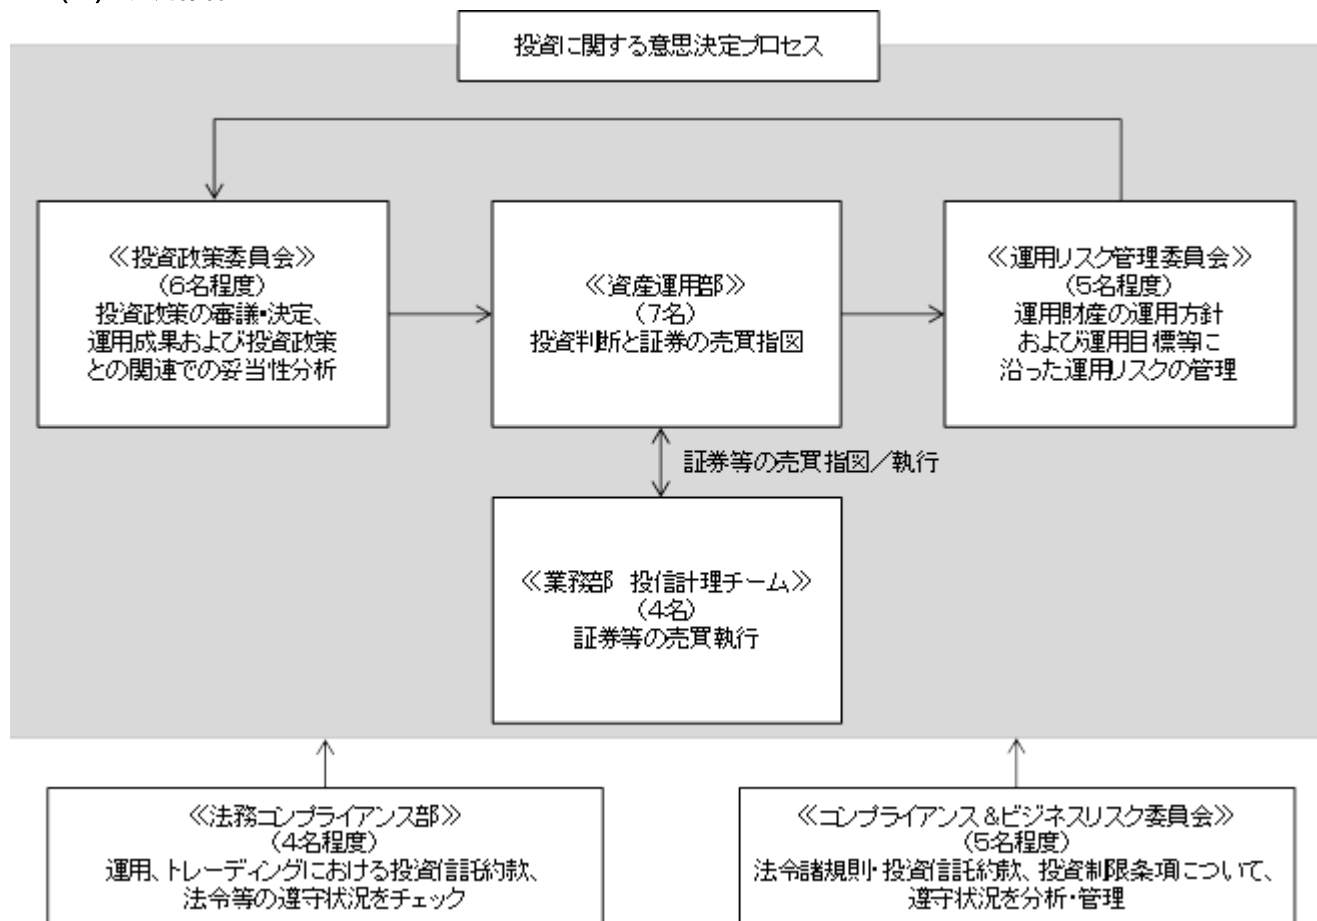 投資に関する意思決定プロセス
≪投資政策委員会≫
(6名程度)
投資政策の審議・決定、
運用成果および投資政策
との関連での妥当性分析
≪資産運用部≫
(7名)
投資判断と証券の売買指図
≪運用リスク管理委員会≫
(5名程度)
運用財産の運用方針
および運用目標等に
沿った運用リスクの管理
証券等の売買指図／執行
≪業務部　投信計理チーム≫
(4名)
証券等の売買執行
≪法務コンプライアンス部≫
(4名程度)
運用、トレーディングにおける投資信託約款、
法令等の遵守状況をチェック
≪コンプライアンス＆ビジネスリスク委員会≫
(5名程度)
法令諸規則・投資信託約款、投資制限条項について、
遵守状況を分析・管理